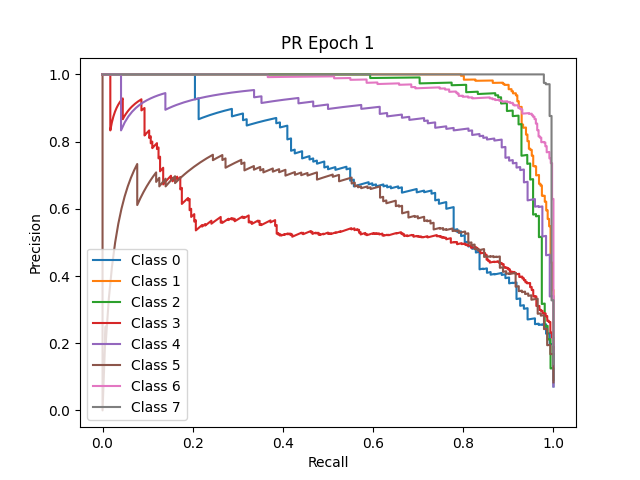 PR Epoch 1
Precision
1.0
0.8
0.6
0.4
0.2
0.0
Class 0
Class 1
Class 2
Class 3
Class 4
Class 5
Class 6
Class 7
0.0 0.2 0.4 0.6 0.8 1.0
Recall